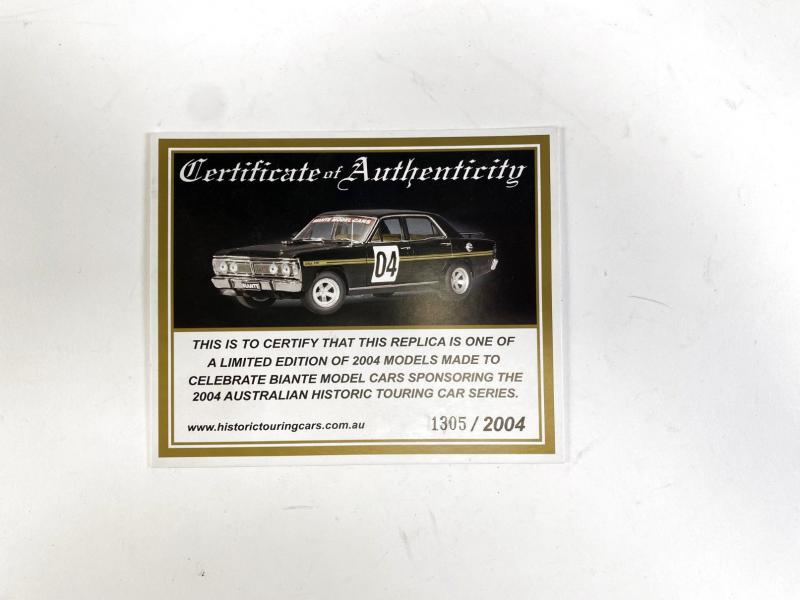 Certificate of Authenticity
BIANTE MODEL CARS
04
BIANTE
THIS IS TO CERTIFY THAT THIS REPLICA IS ONE OF
A LIMITED EDITION OF 2004 MODELS MADE TO
CELEBRATE BIANTE MODEL CARS SPONSORING THE
2004 AUSTRALIAN HISTORIC TOURING CAR SERIES.
www.historictouringcars.com.au
1305 / 2004